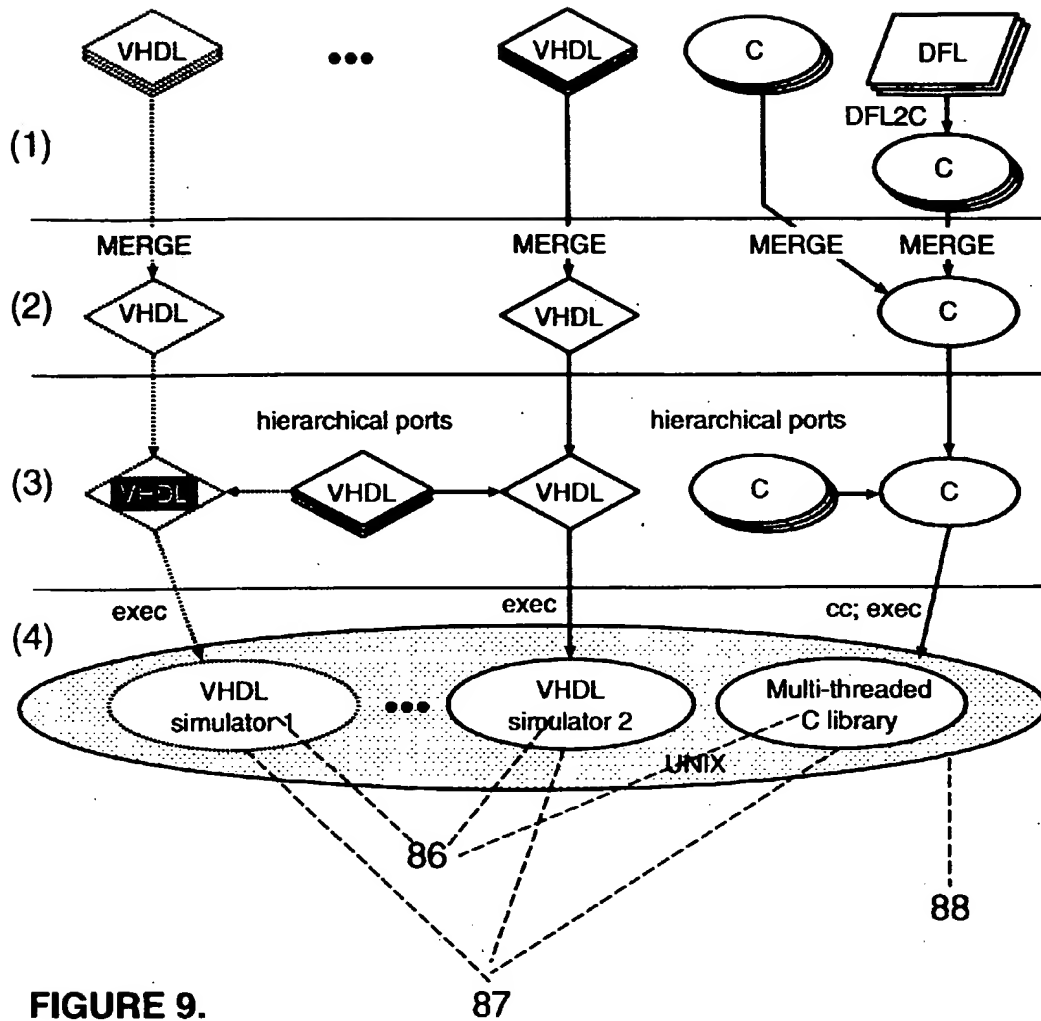 VHDL
VHDL
C
DFL
DFL2C
(1)
C
MERGE
MERGE
MERGE
MERGE
(2)
VHDL
VHDL
C
hierarchical ports
hierarchical ports
(3)
VHDL
VHDL
VHDL
C
C
exec
exec
cc; exec
(4)
VHDL
simulator 1
VHDL
simulator 2
Multi-threaded
C library
UNIX
86
88
87
FIGURE 9.